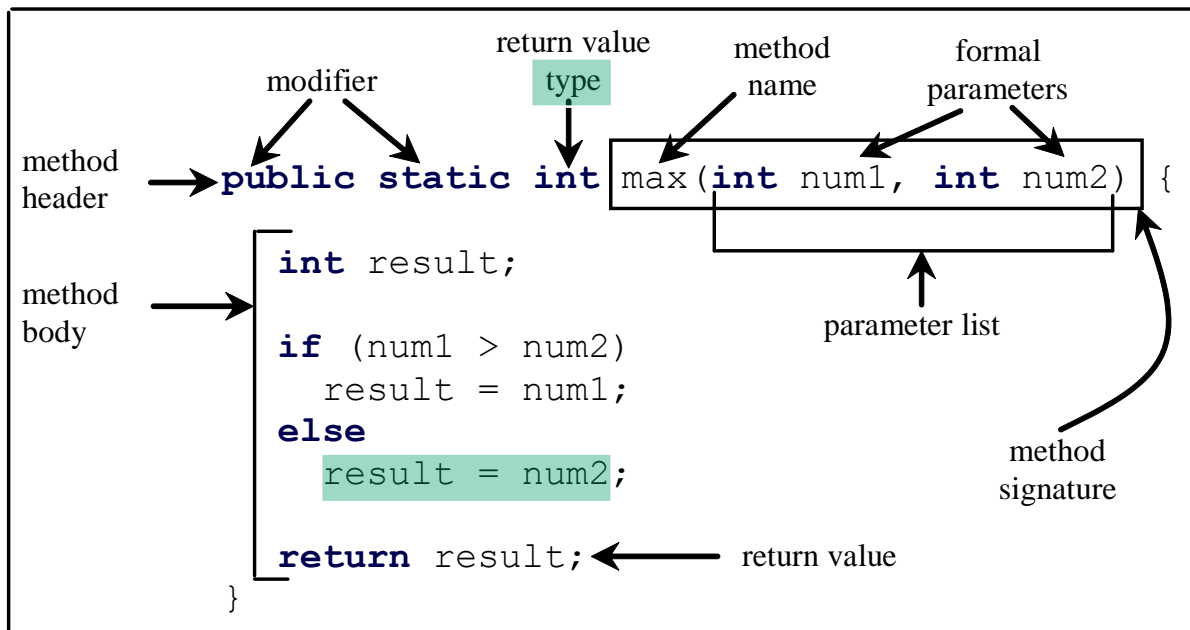 return value
type
method
name
formal
parameters
modifier
method
header
public static int max(int num1, int num2) {
int result;
method
body
parameter list
if (num1 > num2)
result = num1;
else
result = num2;
method
signature
return result;
return value
}